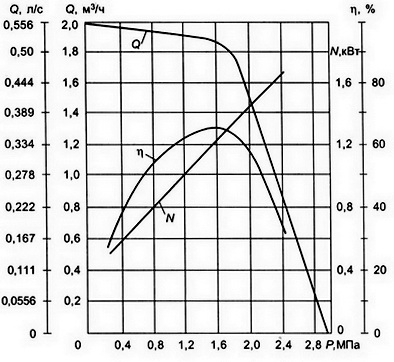 Q, л/с Q, м³/ч η, %
0,556 2,0
0,50 1,8 N,кВт
0,444 1,6 1,6 80
0,389 1,4
0,334 1,2 1,2 60
0,278 1,0
0,222 0,8 0,8 40
0,167 0,6
0,111 0,4 0,4 20
0,0556 0,2
0 0 0
Q
η
N
0,4 0,8 1,2 1,6 2,0 2,4 2,8 P,МПа